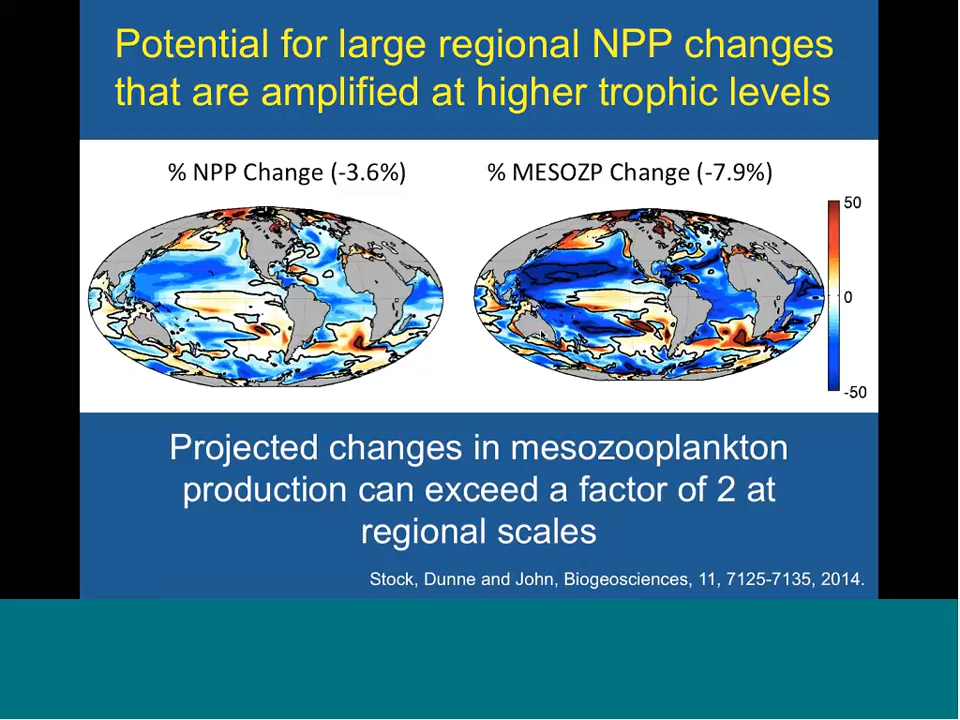 Potential for large regional NPP changes
that are amplified at higher trophic levels
% NPP Change (-3.6%)
% MESOZP Change (-7.9%)
50
0
-50
Projected changes in mesozooplankton
production can exceed a factor of 2 at
regional scales
Stock, Dunne and John, Biogeosciences, 11, 7125-7135, 2014.